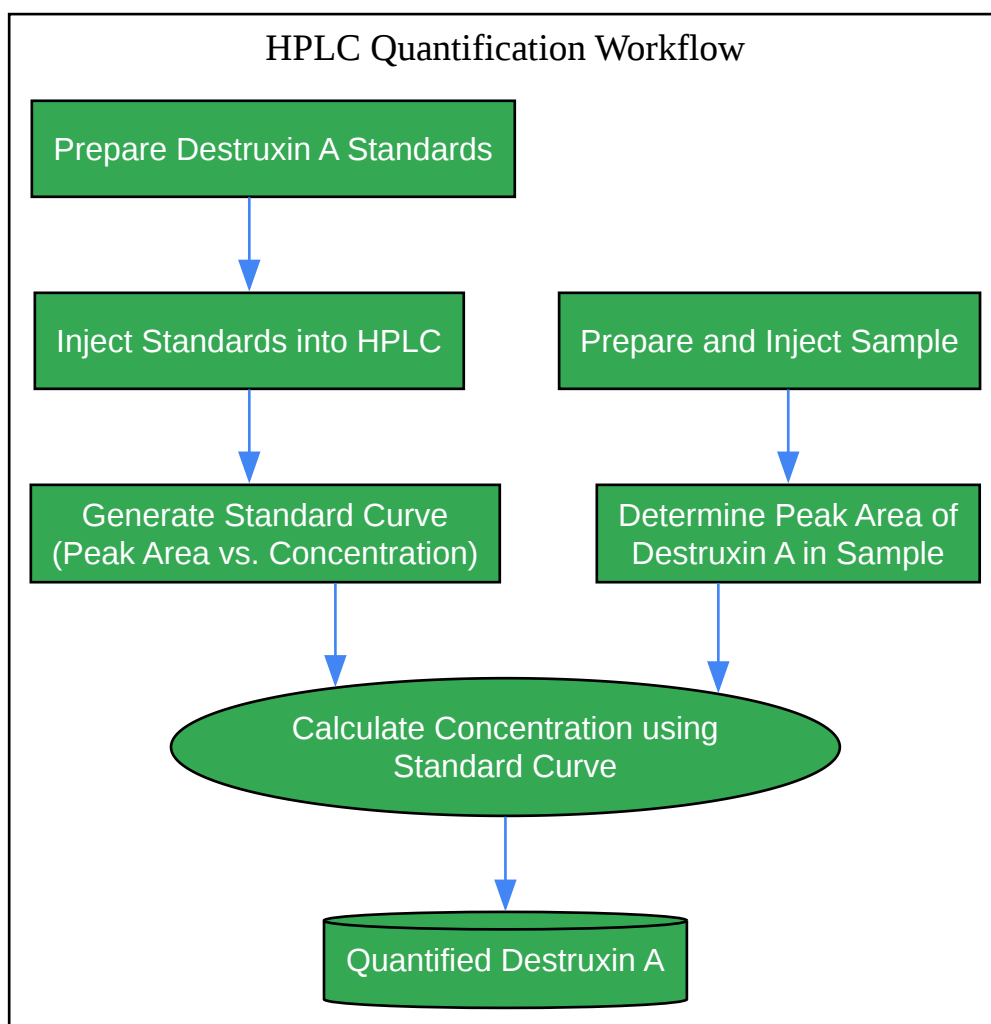 HPLC Quantification Workflow
Prepare Destruxin A Standards
Inject Standards into HPLC
Prepare and Inject Sample
Generate Standard Curve
(Peak Area vs. Concentration)
Determine Peak Area of
Destruxin A in Sample
Calculate Concentration using
Standard Curve
Quantified Destruxin A